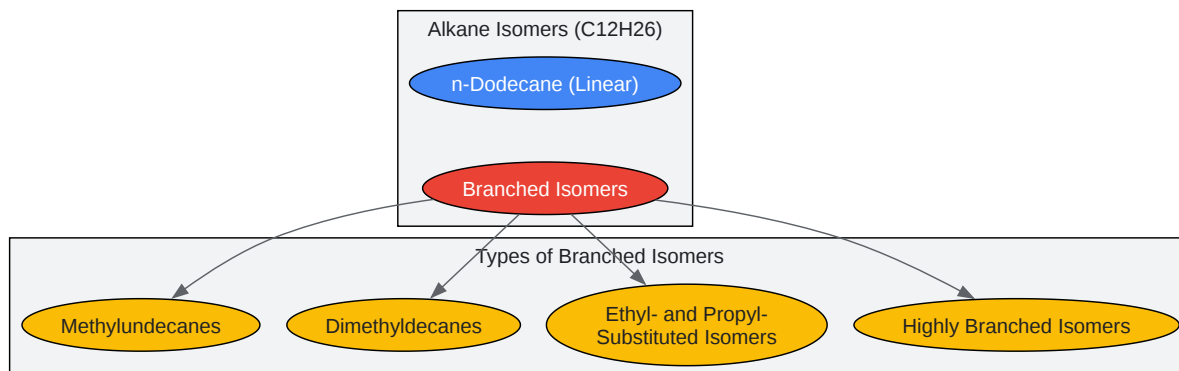 Alkane Isomers (C12H26)
n-Dodecane (Linear)
Branched Isomers
Types of Branched Isomers
Methylundecanes
Dimethyldecanes
Ethyl- and Propyl-
Substituted Isomers
Highly Branched Isomers